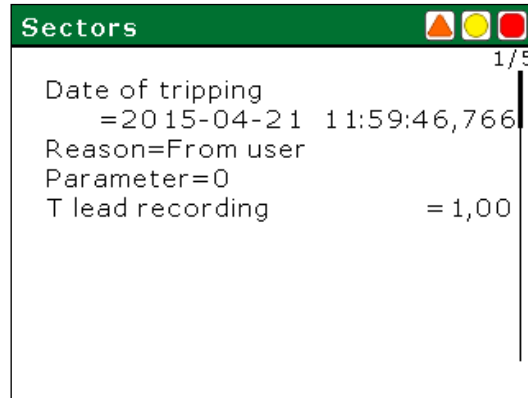 Sectors
1/5
Date of tripping
=2015-04-21 11:59:46,766
Reason=From user
Parameter=0
T lead recording =1,00